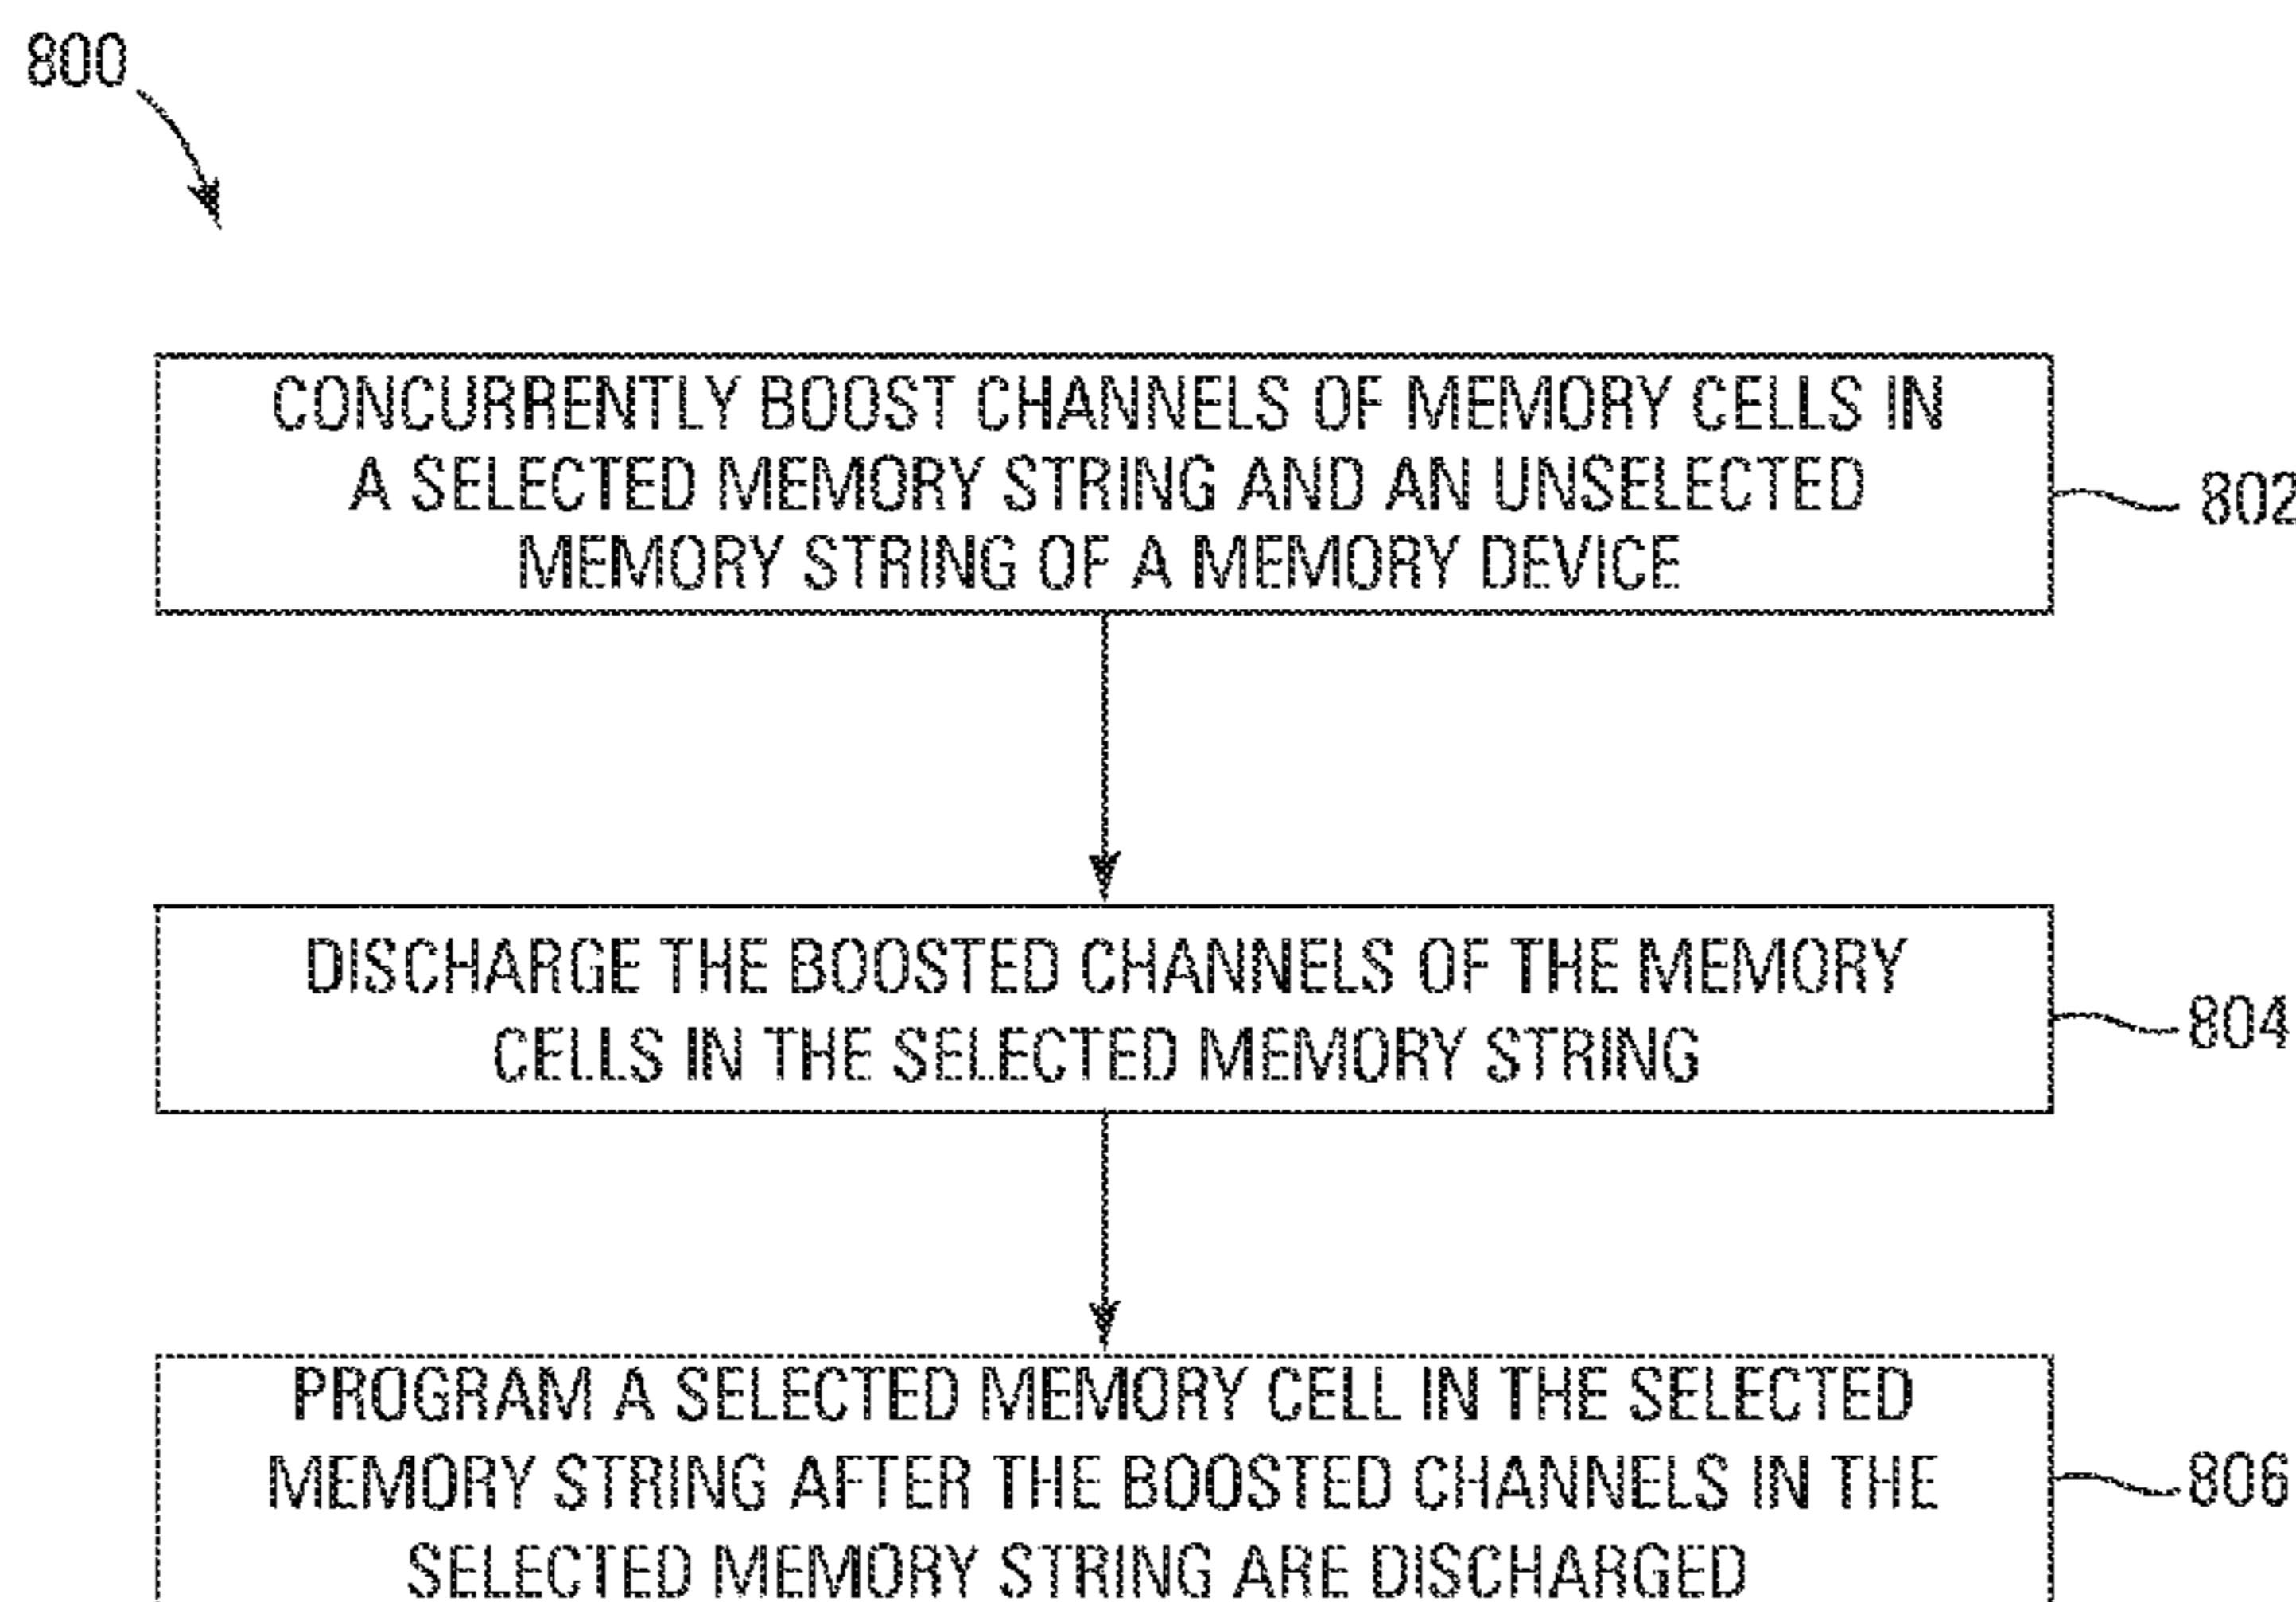 800
CONCURRENTLY BOOST CHANNELS OF MEMORY CELLS IN
A SELECTED MEMORY STRING AND AN UNSELECTED
MEMORY STRING OF A MEMORY DEVICE
802
DISCHARGE THE BOOSTED CHANNELS OF THE MEMORY
CELLS IN THE SELECTED MEMORY STRING
804
PROGRAM A SELECTED MEMORY CELL IN THE SELECTED
MEMORY STRING AFTER THE BOOSTED CHANNELS IN THE
SELECTED MEMORY STRING ARE DISCHARGED
806